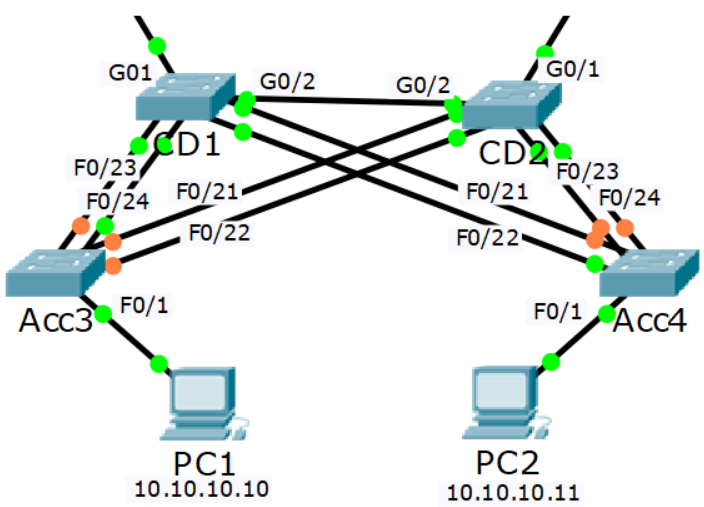 G01
G0/2
G0/2
G0/1
CD1
CD2
F0/23
F0/24
F0/21
F0/22
F0/21
F0/22
F0/23
F0/24
Acc3
F0/1
F0/1
Acc4
PC1
10.10.10.10
PC2
10.10.10.11